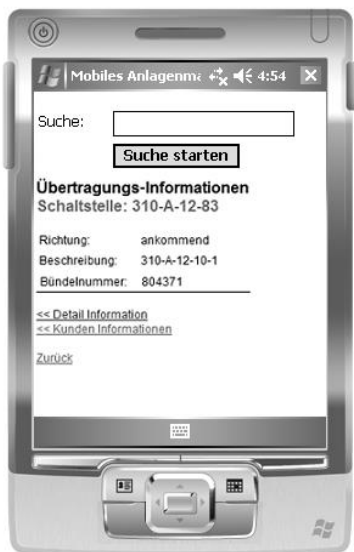 Mobiles Anlagenma 4:54
Suche:
Suche starten
Übertragungs-Informationen
Schaltstelle: 310-A-12-83
Richtung: ankommend
Beschreibung: 310-A-12-10-1
Bündelnummer: 804371
<< Detail Information
<< Kunden Informationen
Zurück